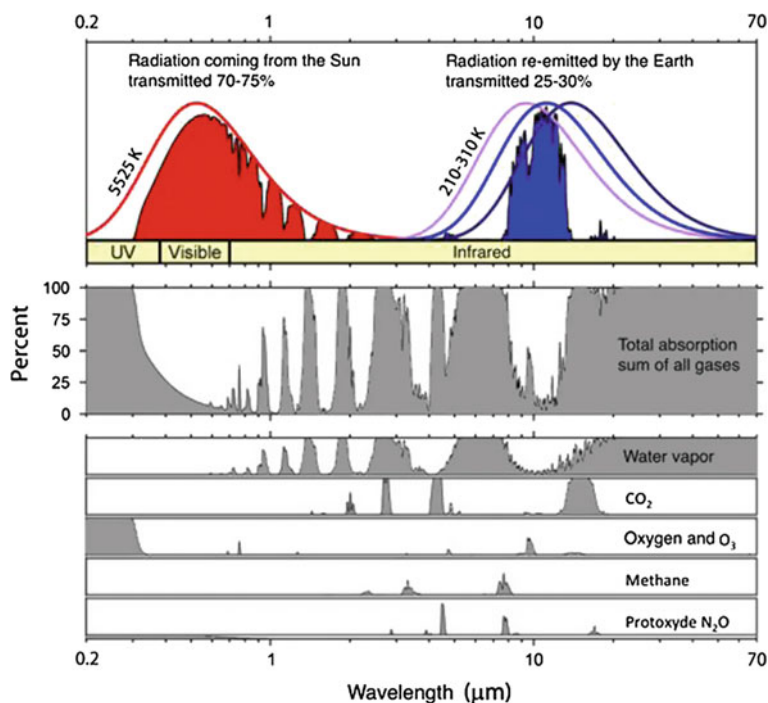 0.2 1 10 70
Radiation coming from the Sun
transmitted 70-75%
Radiation re-emitted by the Earth
transmitted 25-30%
5525 K
210-310 K
UV Visible Infrared
Percent
100
75
50
25
0
Total absorption
sum of all gases
Water vapor
CO₂
Oxygen and O₃
Methane
Protoxyde N₂O
0.2 1 10 70
Wavelength (μm)